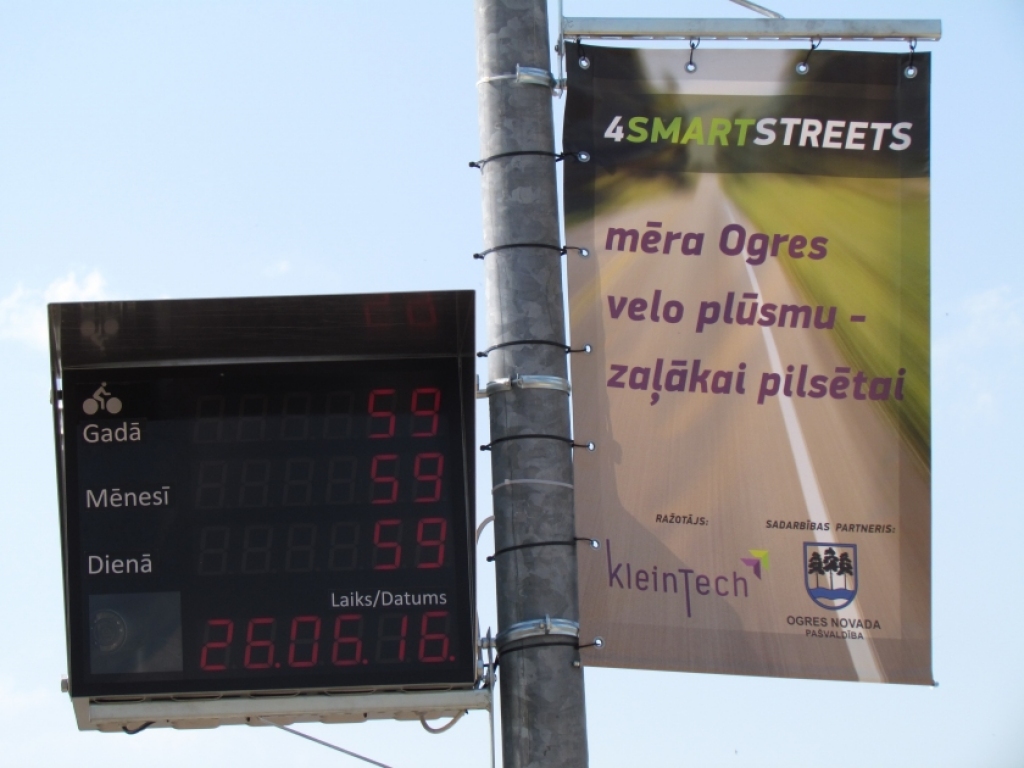 4SMARTSTREETS
mēra Ogres
velo plūsmu -
zaļākai pilsētai
RAŽOTĀJS:
SADARBĪBAS PARTNERIS:
kleinTech
OGRES NOVADA
PAŠVALDĪBA
Gadā 59
Mēnesī 59
Dienā 59
Laiks/Datums
26.06.16.